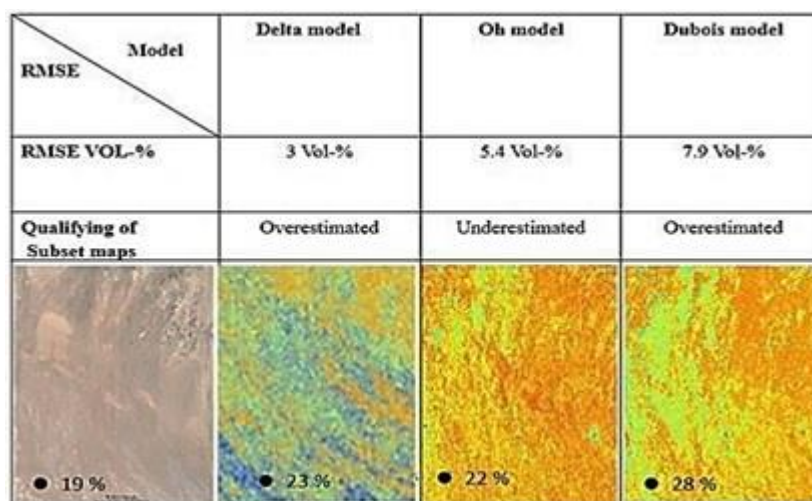 Model
RMSE
Delta model
Oh model
Dubois model
RMSE VOL-%
3 Vol-%
5.4 Vol-%
7.9 Vol-%
Qualifying of
Subset maps
Overestimated
Underestimated
Overestimated
19 %
23 %
22 %
28 %